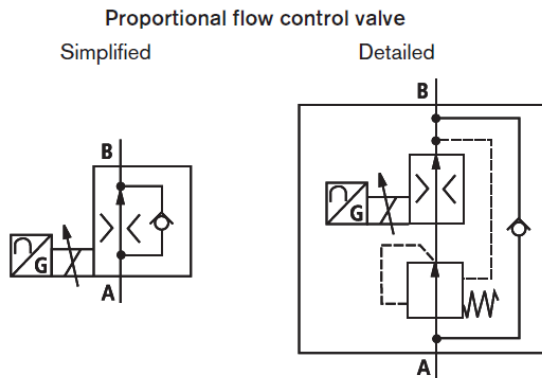 Proportional flow control valve
Simplified
Detailed
B
G
A
B
G
A